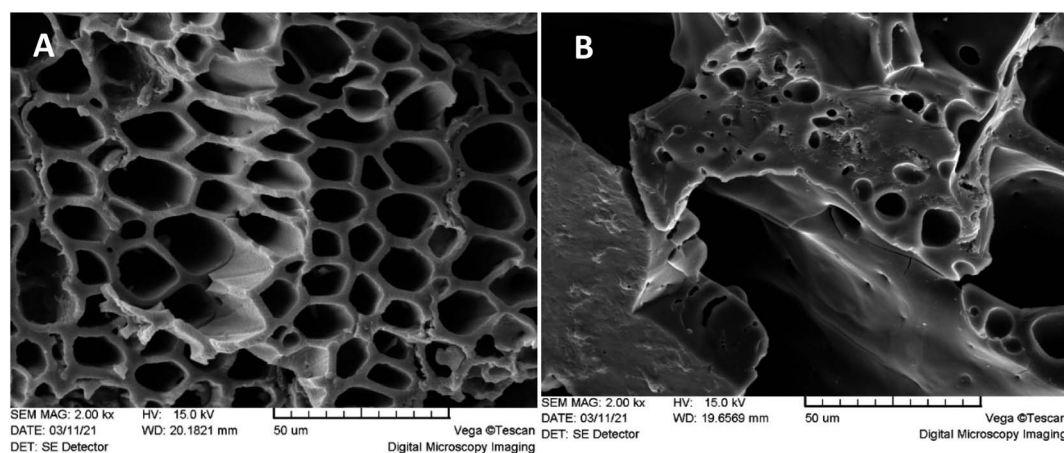 A
SEM MAG: 2.00 kx HV: 15.0 kV
DATE: 03/11/21 WD: 20.1821 mm 50 um Vega ©Tescan
DET: SE Detector Digital Microscopy Imaging
B
SEM MAG: 2.00 kx HV: 15.0 kV
DATE: 03/11/21 WD: 19.6569 mm 50 um Vega ©Tescan
DET: SE Detector Digital Microscopy Imaging